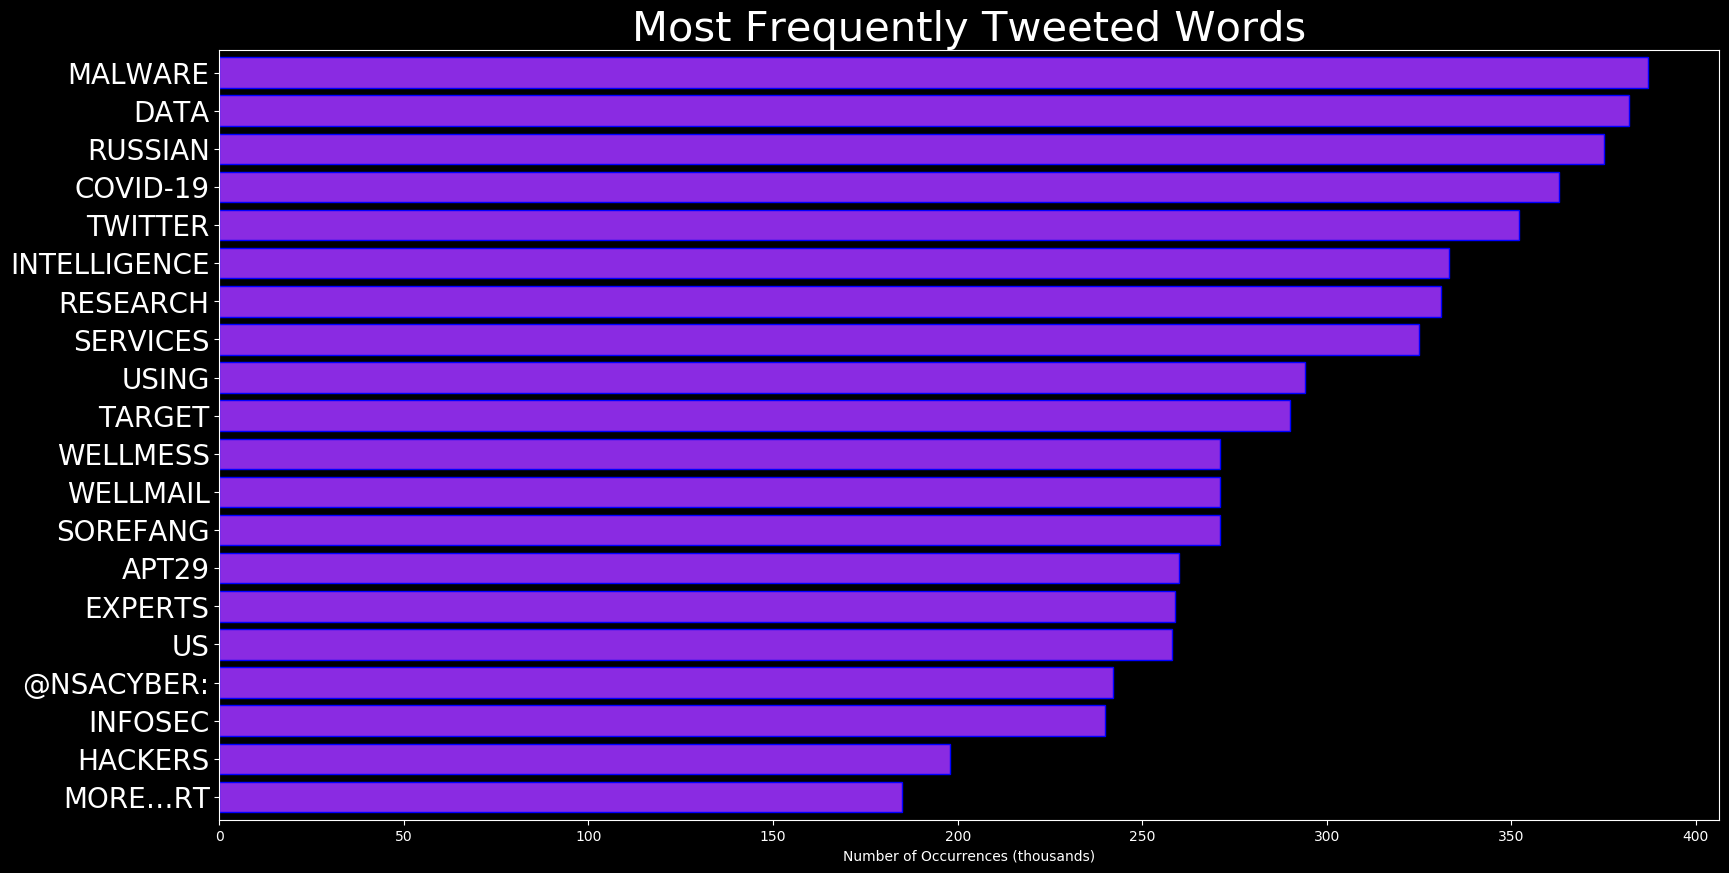 Most Frequently Tweeted Words
MALWARE
DATA
RUSSIAN
COVID-19
TWITTER
INTELLIGENCE
RESEARCH
SERVICES
USING
TARGET
WELLMESS
WELLMAIL
SOREFANG
APT29
EXPERTS
US
@NSACYBER:
INFOSEC
HACKERS
MORE…RT
0 50 100 150 200 250 300 350 400
Number of Occurrences (thousands)